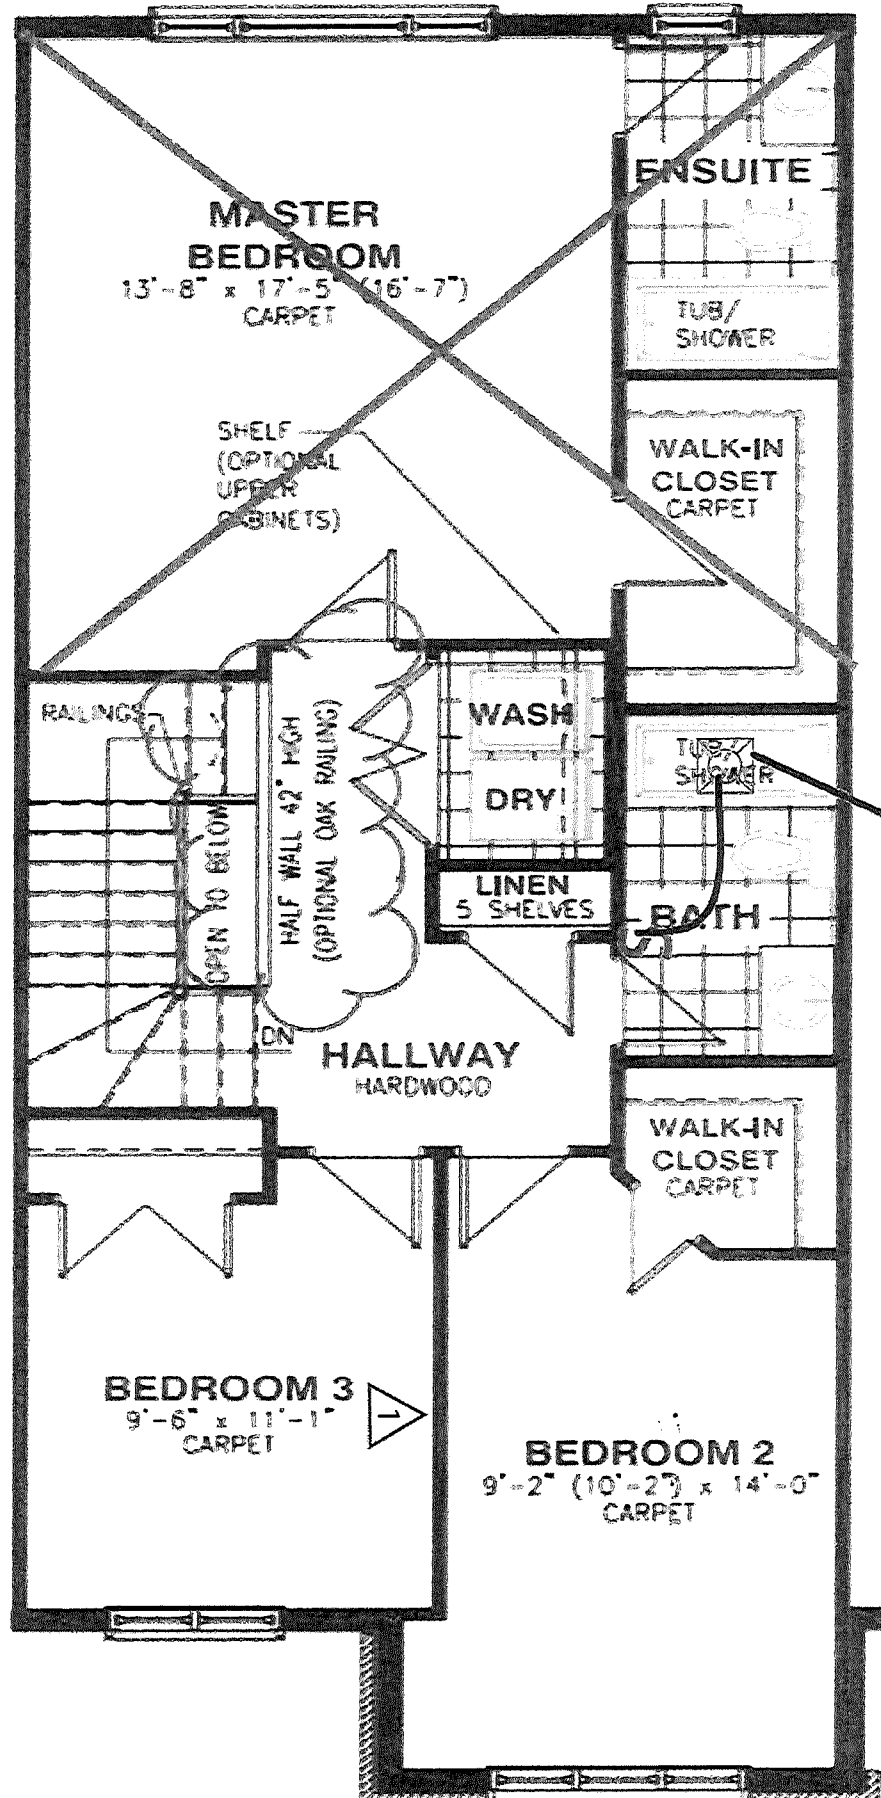 ENSUITE
MASTER
BEDROOM
13'-8" x 17'-5" (16'-7")
CARPET
TUB/
SHOWER
SHELF
(OPTIONAL
UPPER
CABINETS)
WALK-IN
CLOSET
CARPET
RAILINGS
HALF WALL 42" HIGH
(OPTIONAL OAK RAILING)
OPEN TO BELOW
WASH
DRY
TUB/
SHOWER
LINEN
5 SHELVES
BATH
DN
HALLWAY
HARDWOOD
WALK-IN
CLOSET
CARPET
BEDROOM 3
9'-6" x 11'-1"
CARPET
1
BEDROOM 2
9'-2" (10'-2") x 14'-0"
CARPET